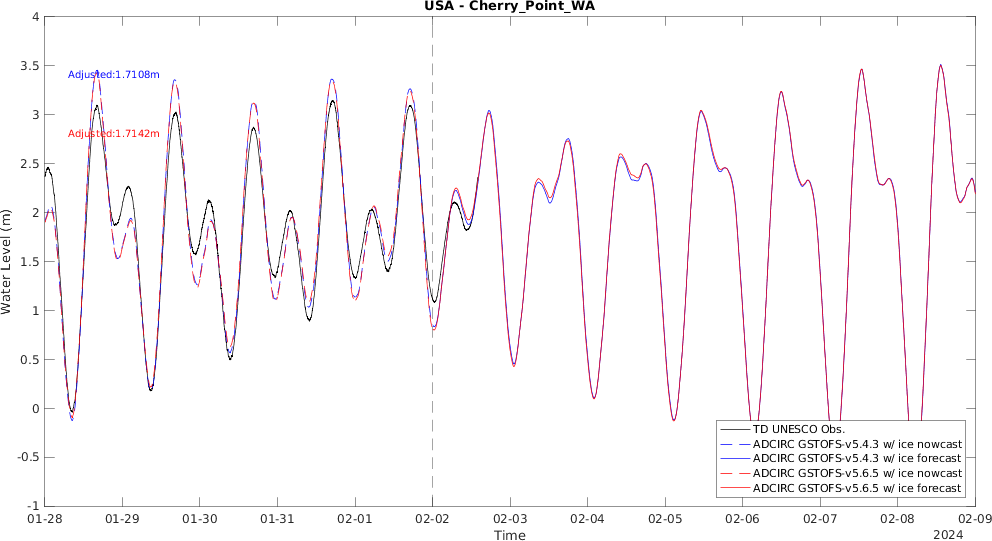 USA - Cherry_Point_WA
Water Level (m)
4
3.5
3
2.5
2
1.5
1
0.5
0
-0.5
-1
Adjusted:1.7108m
Adjusted:1.7142m
TD UNESCO Obs.
ADCIRC GSTOFS-v5.4.3 w/ ice nowcast
ADCIRC GSTOFS-v5.4.3 w/ ice forecast
ADCIRC GSTOFS-v5.6.5 w/ ice nowcast
ADCIRC GSTOFS-v5.6.5 w/ ice forecast
01-28 01-29 01-30 01-31 02-01 02-02 02-03 02-04 02-05 02-06 02-07 02-08 02-09
Time
2024